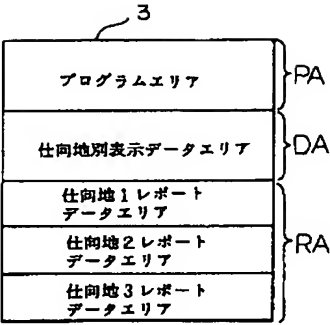 3
プログラムエリア
PA
仕向地別表示データエリア
DA
仕向地1レポート
データエリア
仕向地2レポート
データエリア
RA
仕向地3レポート
データエリア